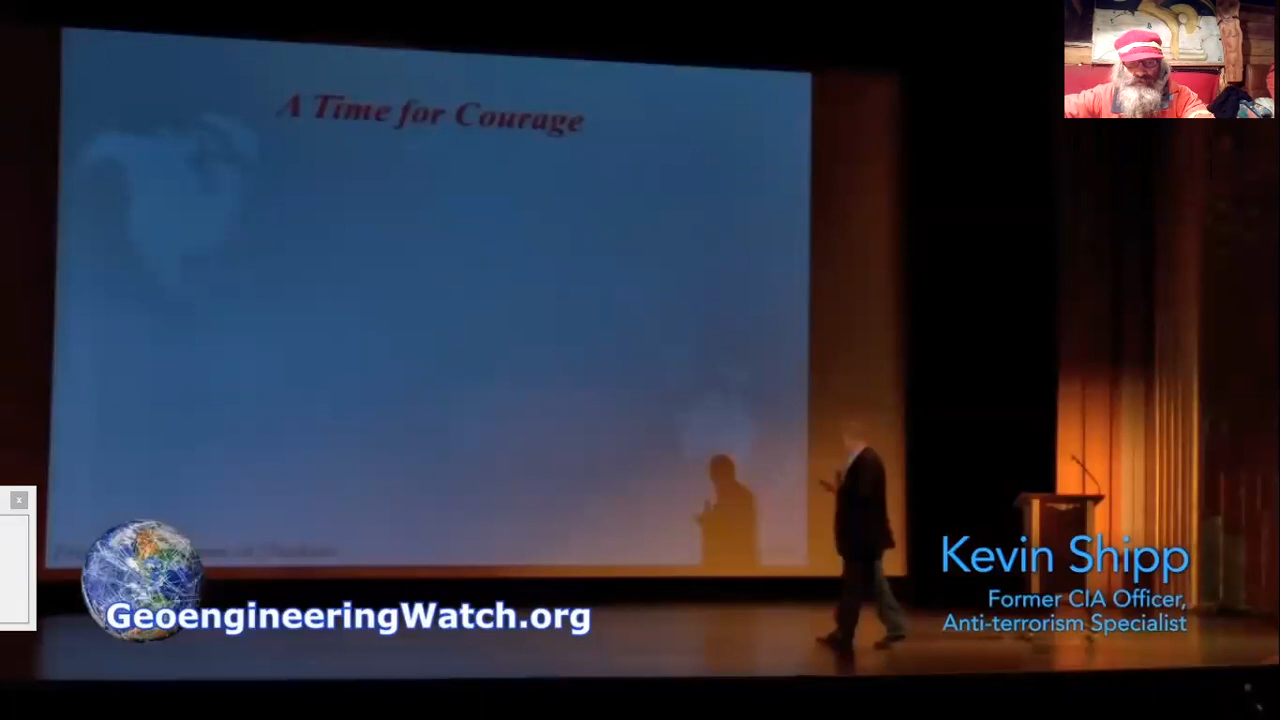 A Time for Courage
x
GeoengineeringWatch.org
Kevin Shipp
Former CIA Officer,
Anti-terrorism Specialist